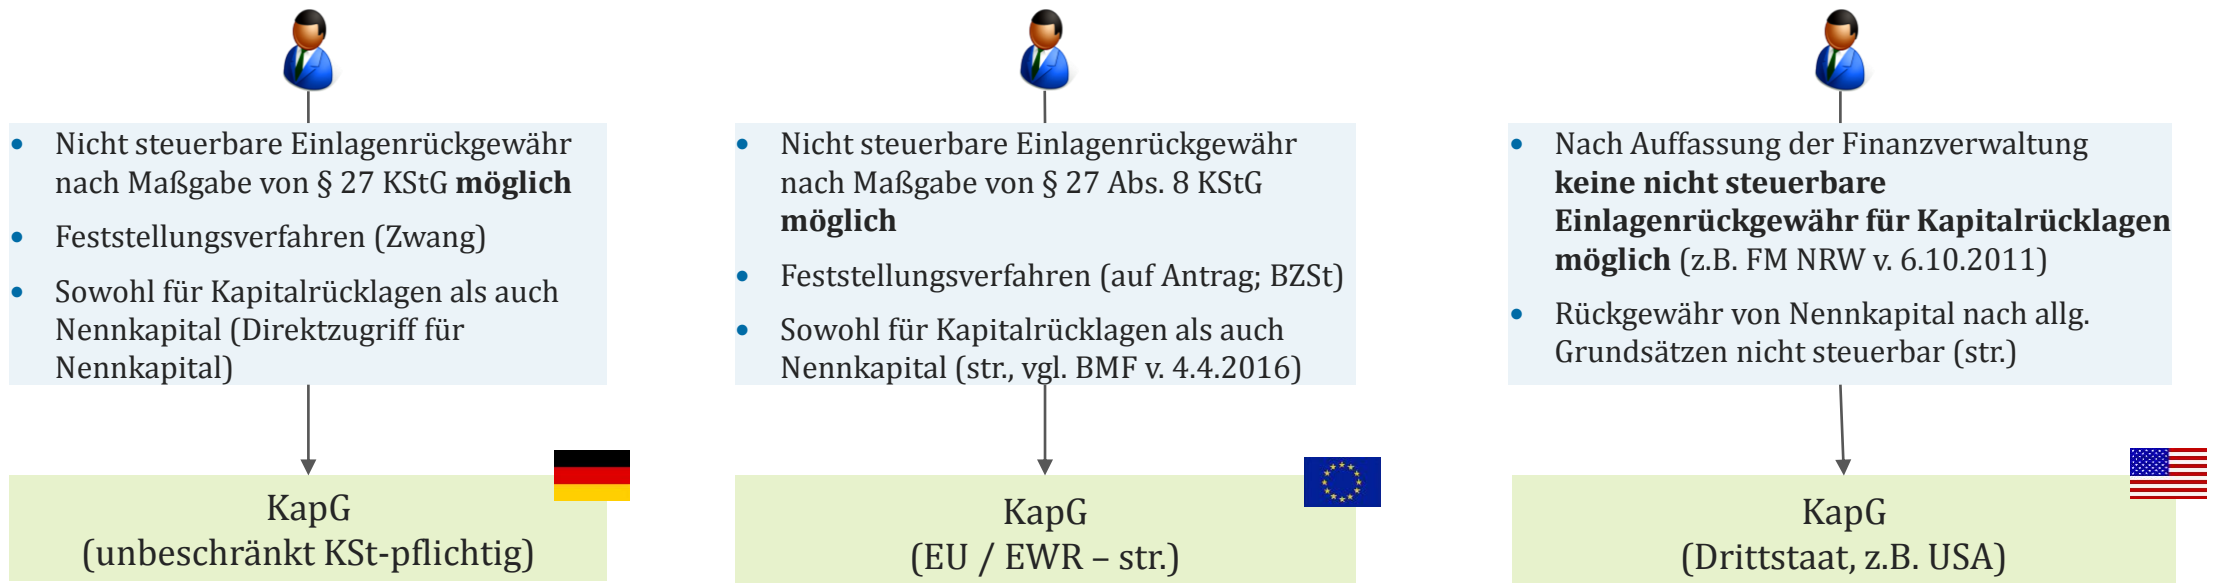 • Nicht steuerbare Einlagenrückgewähr
nach Maßgabe von § 27 KStG möglich
• Feststellungsverfahren (Zwang)
• Sowohl für Kapitalrücklagen als auch
Nennkapital (Direktzugriff für
Nennkapital)
KapG
(unbeschränkt KSt-pflichtig)
• Nicht steuerbare Einlagenrückgewähr
nach Maßgabe von § 27 Abs. 8 KStG
möglich
• Feststellungsverfahren (auf Antrag; BZSt)
• Sowohl für Kapitalrücklagen als auch
Nennkapital (str., vgl. BMF v. 4.4.2016)
KapG
(EU / EWR – str.)
• Nach Auffassung der Finanzverwaltung
keine nicht steuerbare
Einlagenrückgewähr für Kapitalrücklagen
möglich (z.B. FM NRW v. 6.10.2011)
• Rückgewähr von Nennkapital nach allg.
Grundsätzen nicht steuerbar (str.)
KapG
(Drittstaat, z.B. USA)